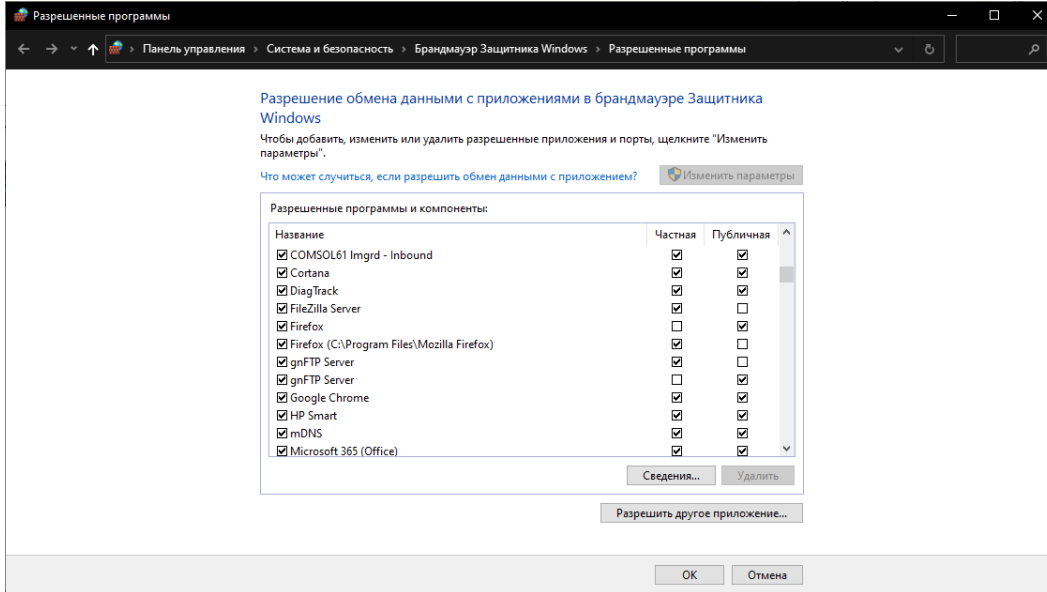 Разрешенные программы
Панель управления › Система и безопасность › Брандмауэр Защитника Windows › Разрешенные программы
Разрешение обмена данными с приложениями в брандмауэре Защитника
Windows
Чтобы добавить, изменить или удалить разрешенные приложения и порты, щелкните "Изменить
параметры".
Что может случиться, если разрешить обмен данными с приложением?
Изменить параметры
Разрешенные программы и компоненты:
Название Частная Публичная
COMSOL61 lmgrd - Inbound
Cortana
DiagTrack
FileZilla Server
Firefox
Firefox (C:\Program Files\Mozilla Firefox)
gnFTP Server
gnFTP Server
Google Chrome
HP Smart
mDNS
Microsoft 365 (Office)
Сведения... Удалить
Разрешить другое приложение...
OK Отмена